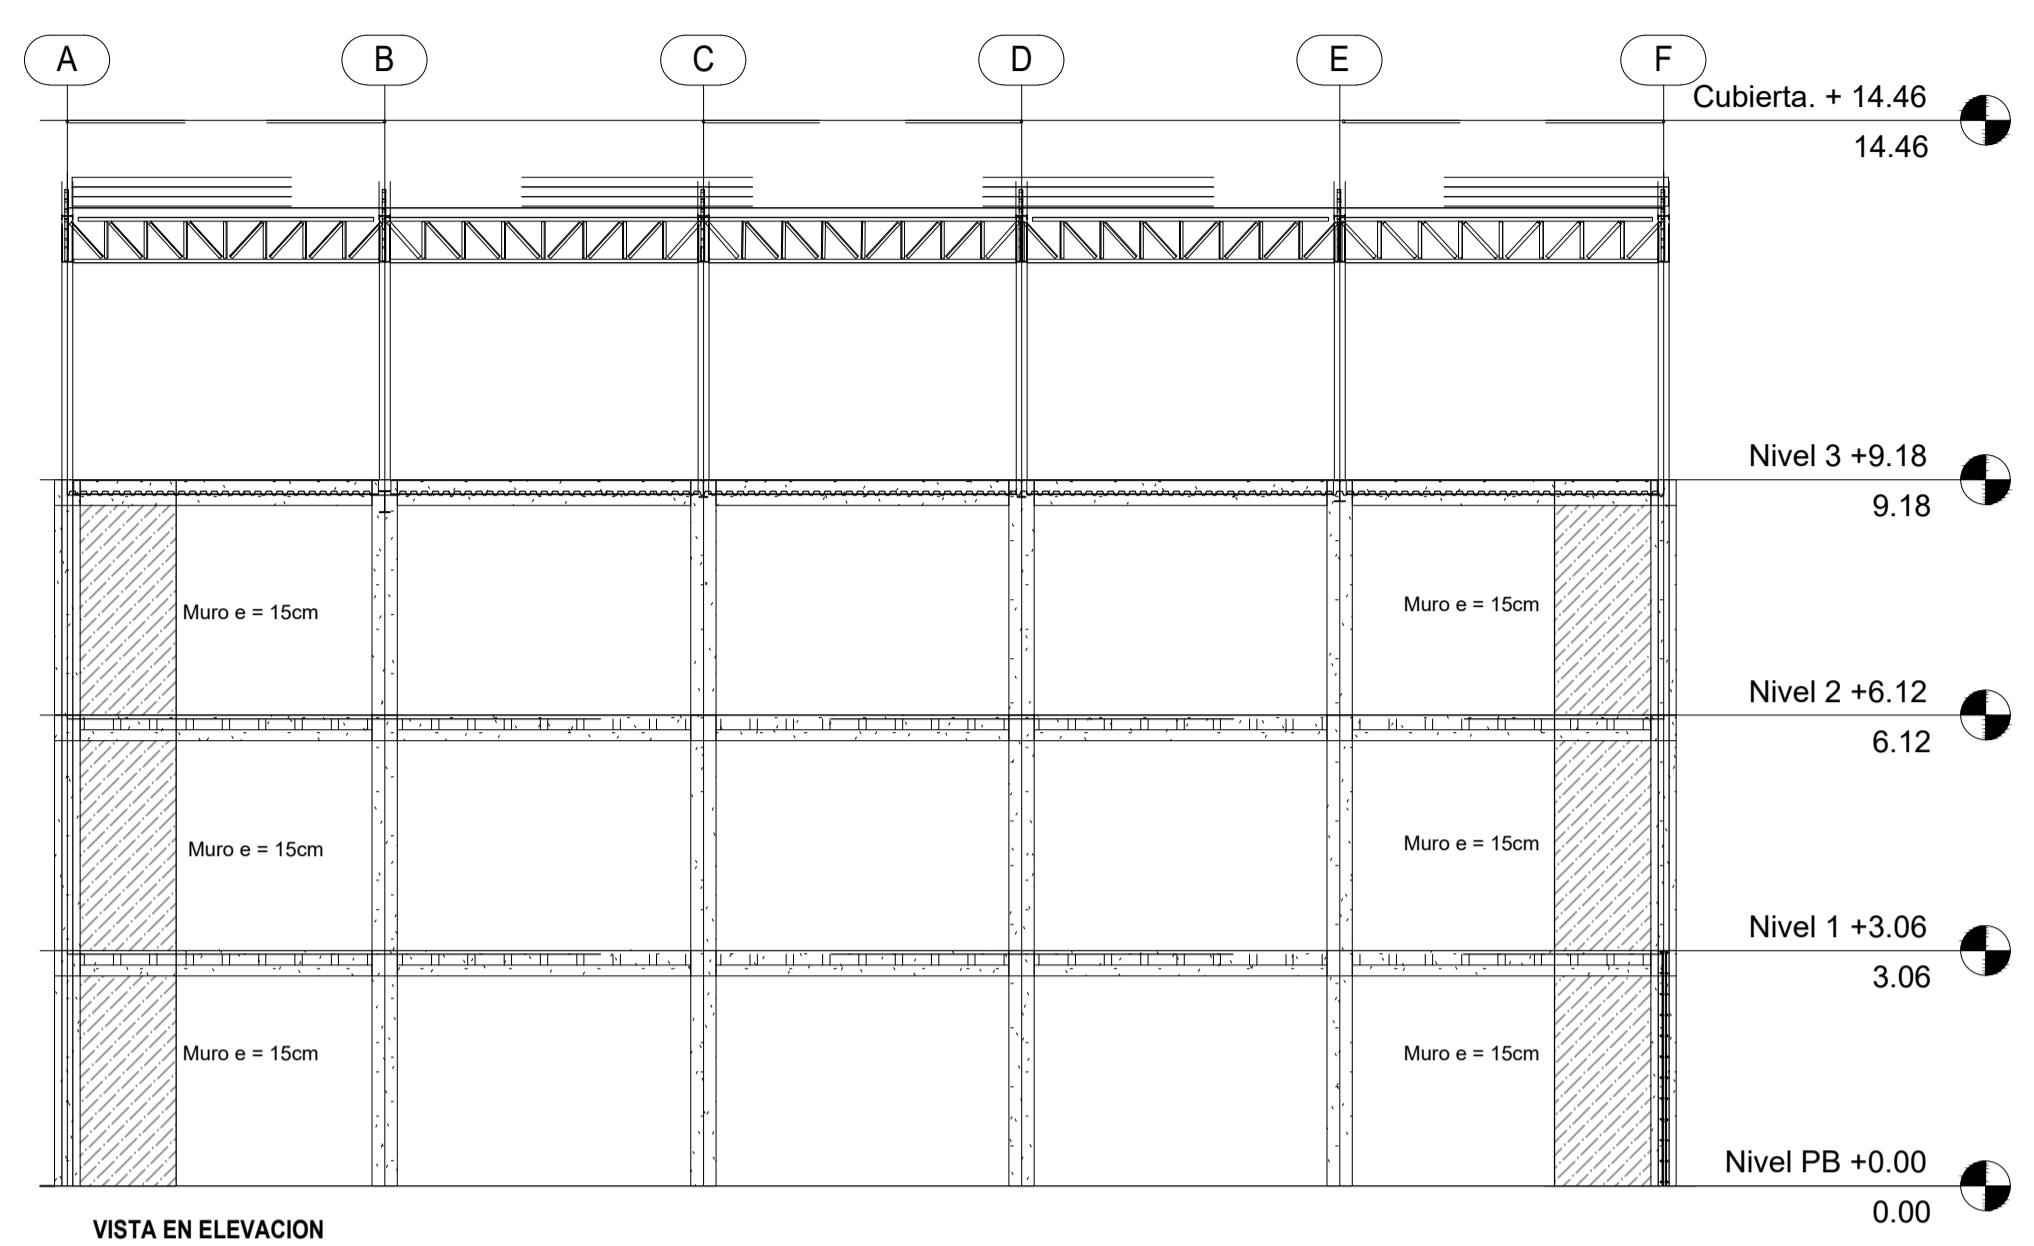 A B C D E F
Cubierta. + 14.46
14.46
Nivel 3 +9.18
9.18
Muro e = 15cm
Muro e = 15cm
Nivel 2 +6.12
6.12
Muro e = 15cm
Muro e = 15cm
Nivel 1 +3.06
3.06
Muro e = 15cm
Muro e = 15cm
Nivel PB +0.00
0.00
VISTA EN ELEVACION